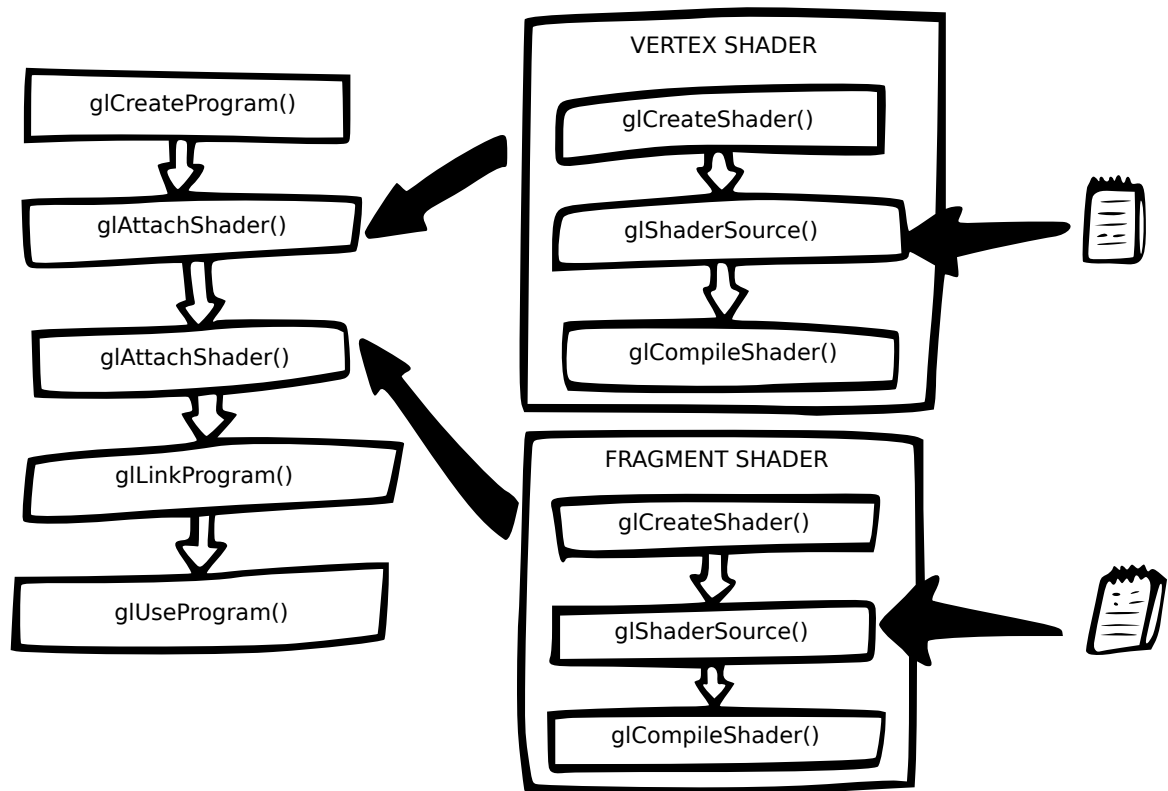 glCreateProgram()
glAttachShader()
glAttachShader()
glLinkProgram()
glUseProgram()
VERTEX SHADER
glCreateShader()
glShaderSource()
glCompileShader()
FRAGMENT SHADER
glCreateShader()
glShaderSource()
glCompileShader()